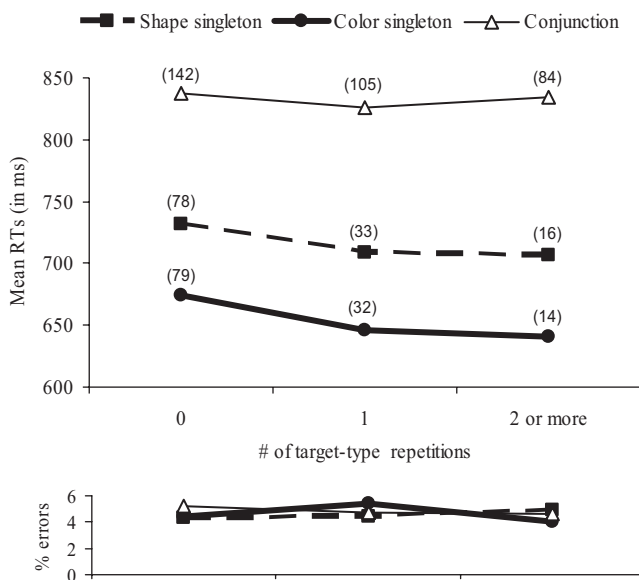 Shape singleton Color singleton Conjunction
850
800
750
700
650
600
Mean RTs (in ms)
(142) (105) (84)
(78) (33) (16)
(79) (32) (14)
0 1 2 or more
# of target-type repetitions
6
4
2
0
% errors